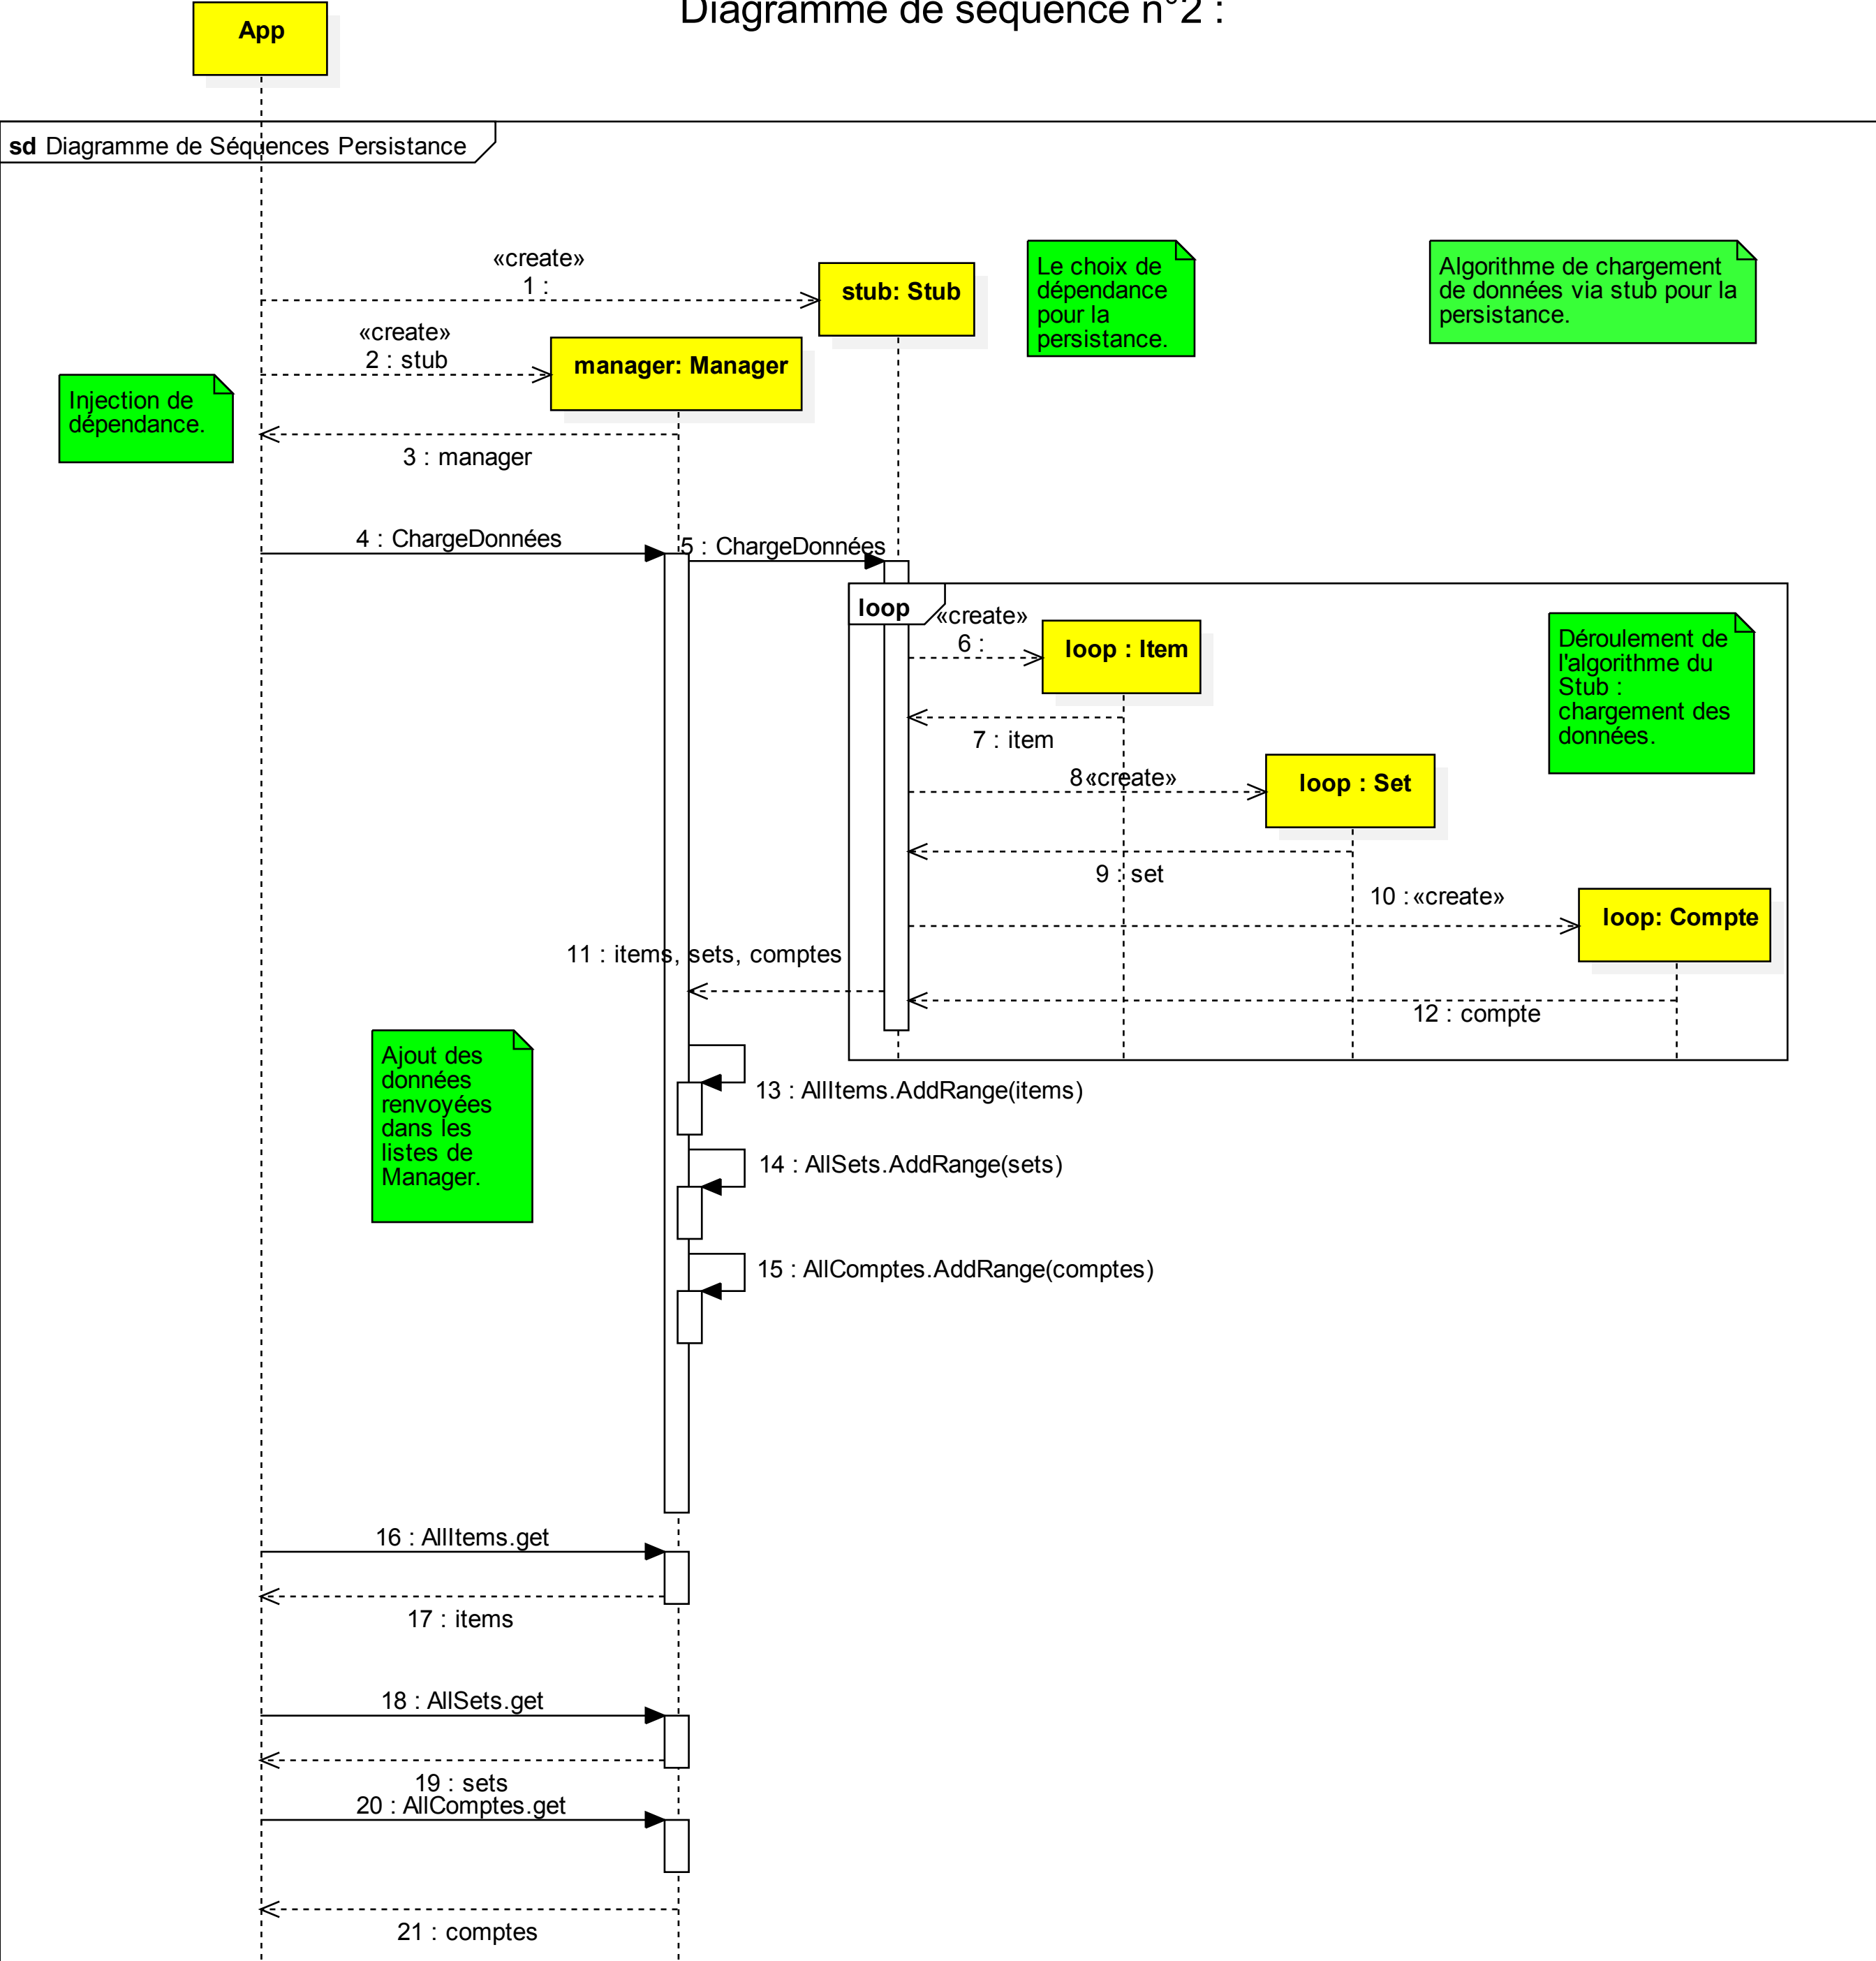 Diagramme de séquence n°2 :
App
sd Diagramme de Séquences Persistance
«create»
1 :
stub: Stub
Le choix de
dépendance
pour la
persistance.
Algorithme de chargement
de données via stub pour la
persistance.
«create»
2 : stub
manager: Manager
Injection de
dépendance.
3 : manager
4 : ChargeDonnées
5 : ChargeDonnées
loop
«create»
6 :
loop : Item
Déroulement de
l'algorithme du
Stub :
chargement des
données.
7 : item
8«create»
loop : Set
9 : set
10 :«create»
loop: Compte
11 : items, sets, comptes
12 : compte
Ajout des
données
renvoyées
dans les
listes de
Manager.
13 : AllItems.AddRange(items)
14 : AllSets.AddRange(sets)
15 : AllComptes.AddRange(comptes)
16 : AllItems.get
17 : items
18 : AllSets.get
19 : sets
20 : AllComptes.get
21 : comptes